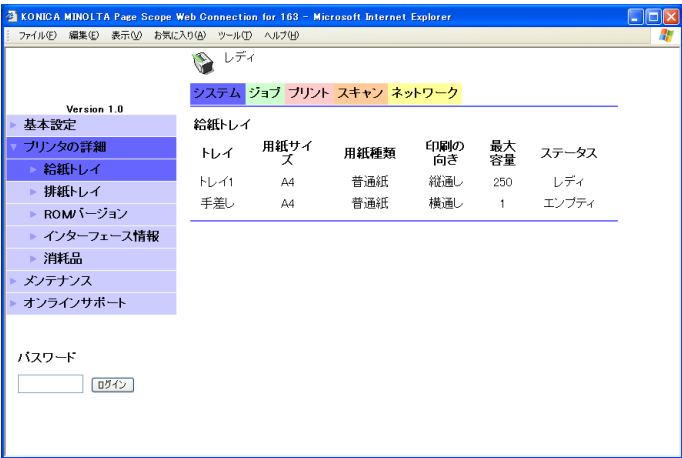 KONICA MINOLTA Page Scope Web Connection for 163 - Microsoft Internet Explorer
ファイル(F) 編集(E) 表示(V) お気に入り(A) ツール(T) ヘルプ(H)
レディ
システム ジョブ プリント スキャン ネットワーク
Version 1.0
基本設定
プリンタの詳細
給紙トレイ
排紙トレイ
ROMバージョン
インターフェース情報
消耗品
メンテナンス
オンラインサポート
パスワード
ログイン
給紙トレイ
トレイ 用紙サイズ 用紙種類 印刷の向き 最大容量 ステータス
トレイ1 A4 普通紙 縦通し 250 レディ
手差し A4 普通紙 横通し 1 エンプティ